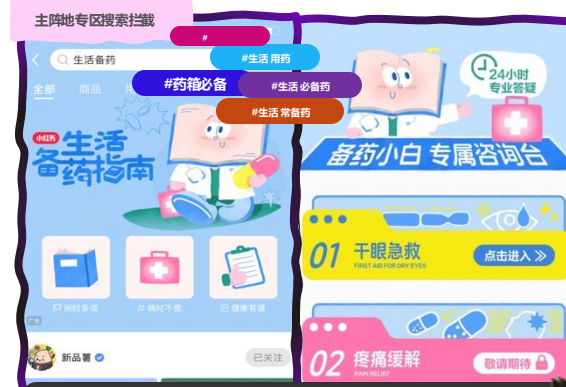 主阵地专区搜索拦截
#
#生活 用药
#药箱必备
#生活 必备药
#生活 常备药
生活备药
全部
商品
小红书
生活
备药指南
闲时多读
# 病时不慌
健康有谱
广告
新品薯
已关注
24小时
专业答疑
备药小白 专属咨询台
01
干眼急救
FIRST AID FOR DRY EYES
点击进入
02
疼痛缓解
PAIN RELIEF
敬请期待